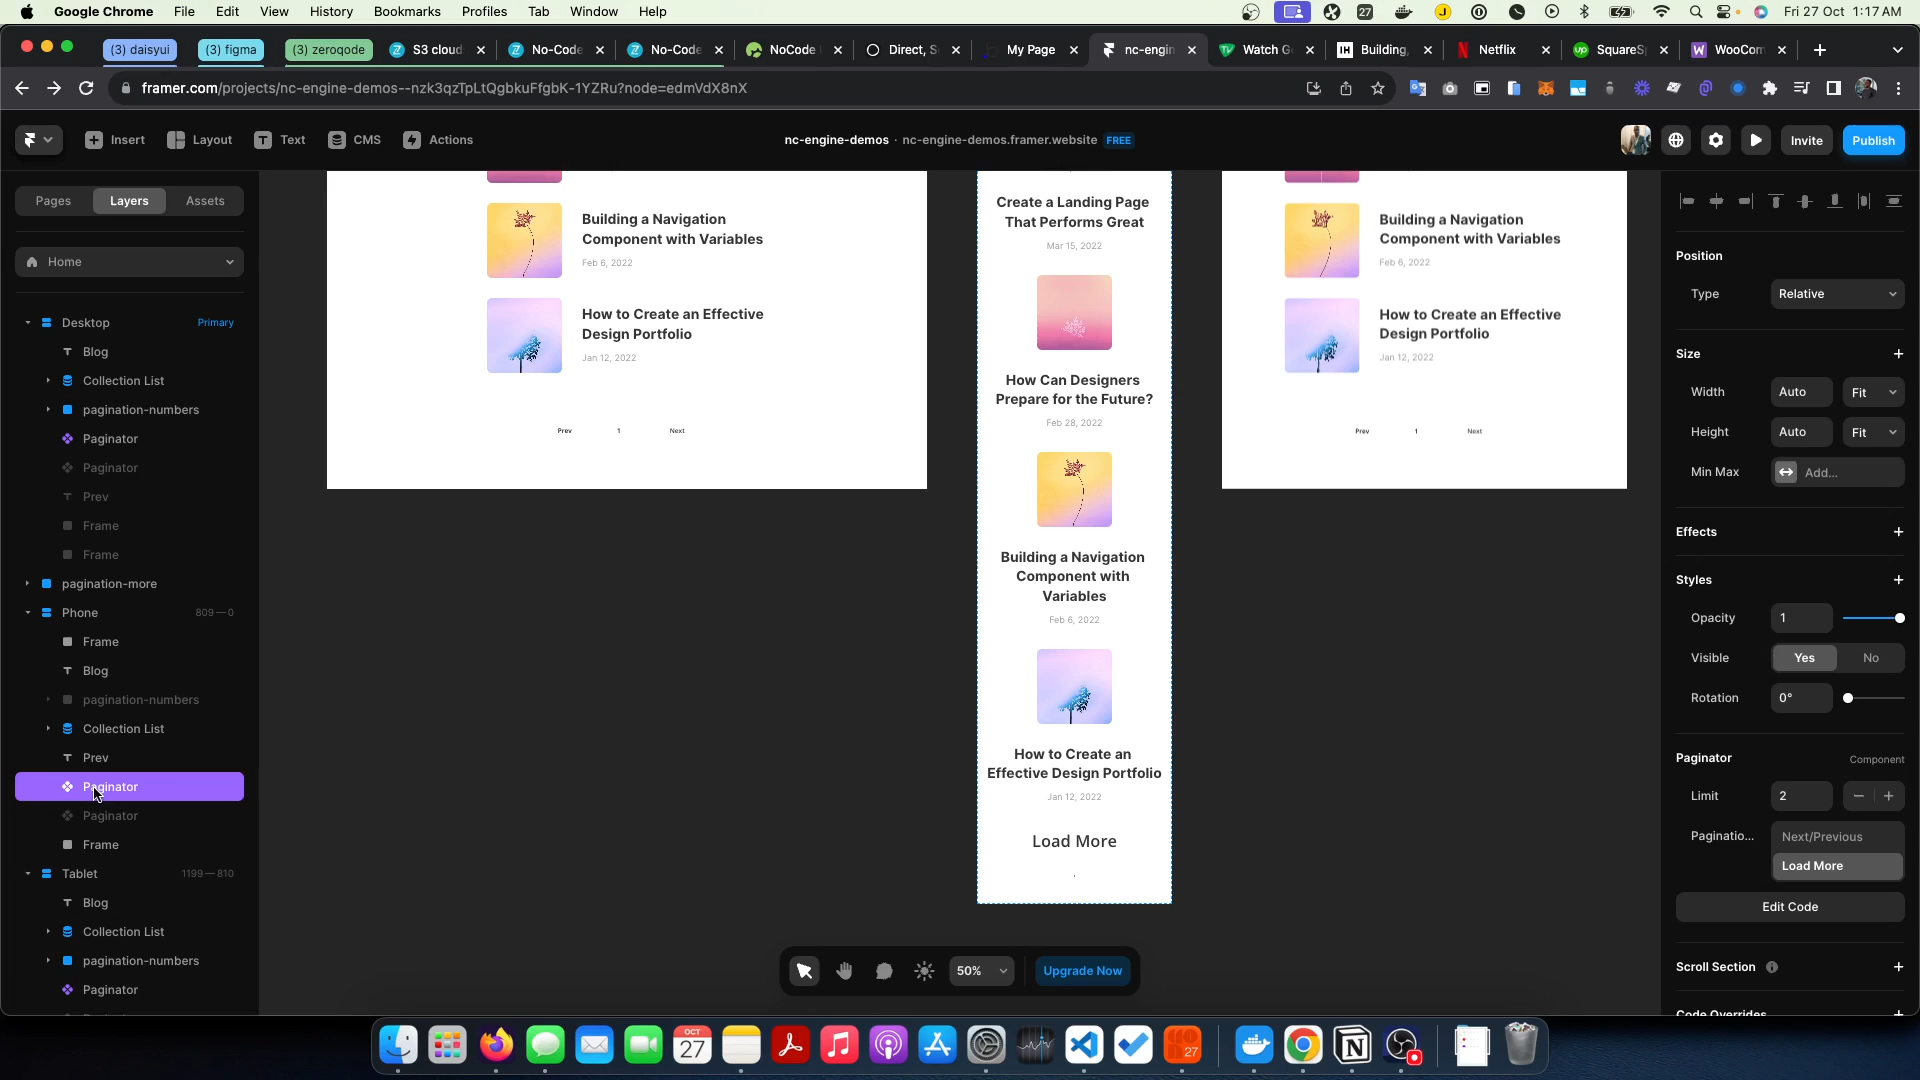 Google Chrome File Edit View History Bookmarks Profiles Tab Window Help
27
J
Fri 27 Oct 1:17 AM
(3) daisyui
(3) figma
(3) zeroqode
S3 cloud
No-Code
No-Code
NoCode
Direct, S
My Page
nc-engin
Watch G
Building,
Netflix
SquareS
WooCom
framer.com/projects/nc-engine-demos--nzk3qzTpLtQgbkuFfgbK-1YZRu?node=edmVdX8nX
Insert
Layout
Text
CMS
Actions
nc-engine-demos · nc-engine-demos.framer.website FREE
Invite
Publish
Pages
Layers
Assets
Home
Desktop Primary
Blog
Collection List
pagination-numbers
Paginator
Paginator
Prev
Frame
Frame
pagination-more
Phone 809—0
Frame
Blog
pagination-numbers
Collection List
Prev
Paginator
Paginator
Frame
Tablet 1199—810
Blog
Collection List
pagination-numbers
Paginator
Building a Navigation
Component with Variables
Feb 6, 2022
How to Create an Effective
Design Portfolio
Jan 12, 2022
Prev 1 Next
Create a Landing Page
That Performs Great
Mar 15, 2022
How Can Designers
Prepare for the Future?
Feb 28, 2022
Building a Navigation
Component with
Variables
Feb 6, 2022
How to Create an
Effective Design Portfolio
Jan 12, 2022
Load More
.
Building a Navigation
Component with Variables
Feb 6, 2022
How to Create an Effective
Design Portfolio
Jan 12, 2022
Prev 1 Next
50%
Upgrade Now
Position
Type Relative
Size
Width Auto Fit
Height Auto Fit
Min Max Add...
Effects
Styles
Opacity 1
Visible Yes No
Rotation 0°
Paginator Component
Limit 2
Paginatio... Next/Previous
Load More
Edit Code
Scroll Section
Code Overrides
OCT
27
27